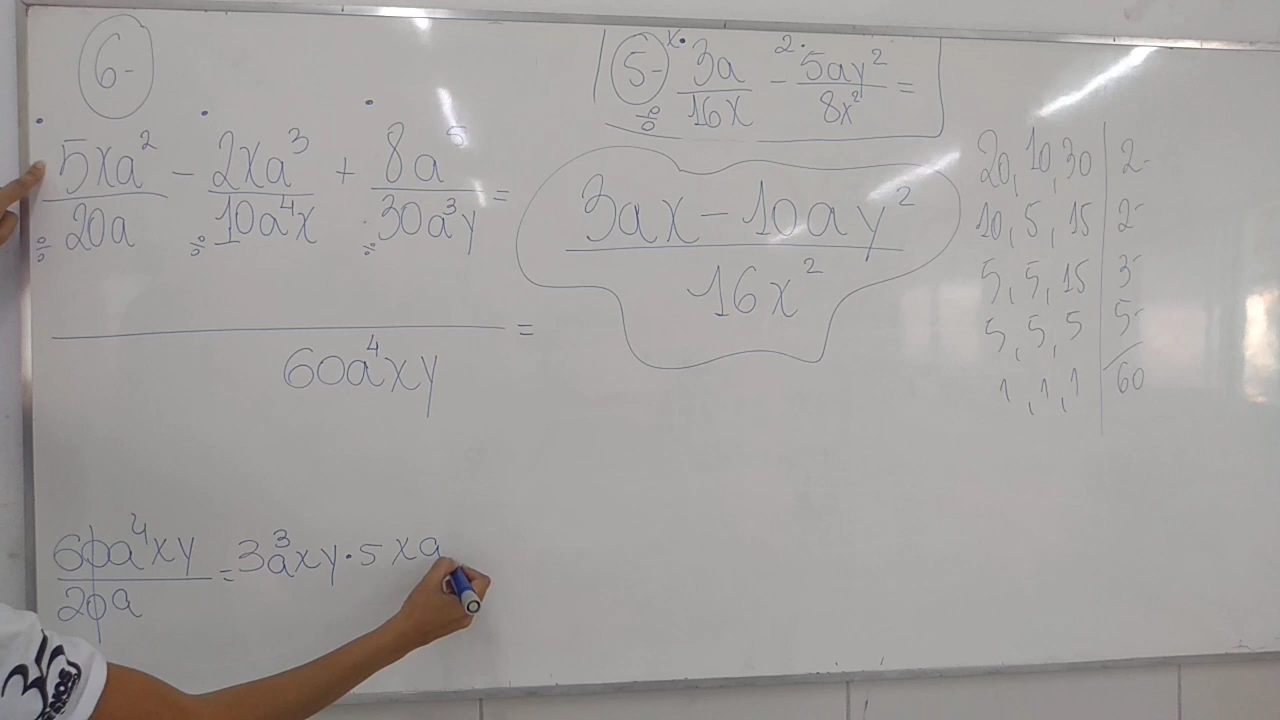 6-
5xa² - 2xa³ + 8a⁵ =
÷ 20a ÷ 10a⁴x ÷ 30a³y
=
60a⁴xy
60a⁴xy = 3a³xy · 5xa
20a
5- x· 3a - 2· 5ay² =
÷ 16x 8x²
3ax - 10ay²
16x²
20, 10, 30 | 2-
10, 5, 15 | 2-
5, 5, 15 | 3-
5, 5, 5 | 5-
1, 1, 1 | 60
35